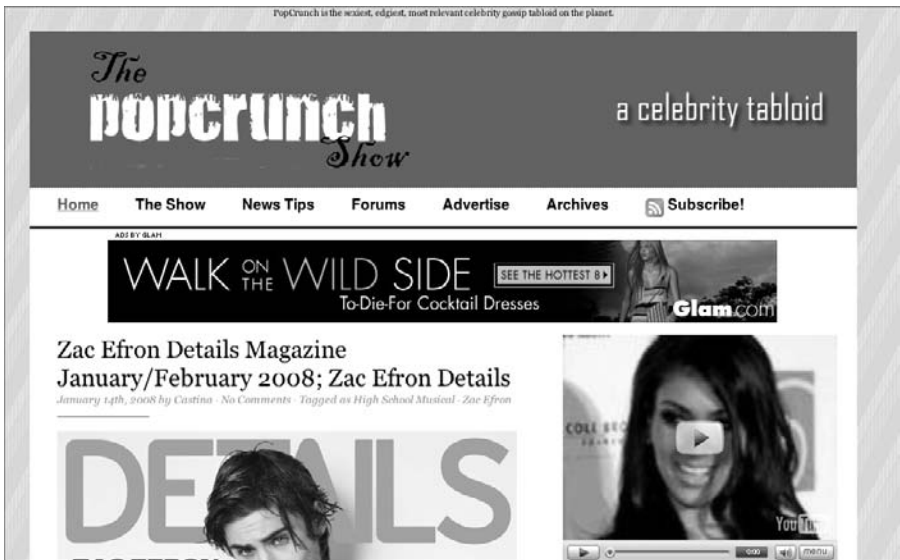 PopCrunch is the sexiest, edgiest, most relevant celebrity gossip tabloid on the planet.
The
popcrunch
Show
a celebrity tabloid
Home The Show News Tips Forums Advertise Archives Subscribe!
ADS BY GLAM
WALK ON THE WILD SIDE
SEE THE HOTTEST 8
To-Die-For Cocktail Dresses
Glam.com
Zac Efron Details Magazine
January/February 2008; Zac Efron Details
January 14th, 2008 by Castina · No Comments · Tagged as High School Musical · Zac Efron
DETAILS
COLE
YouTube
0:00
menu